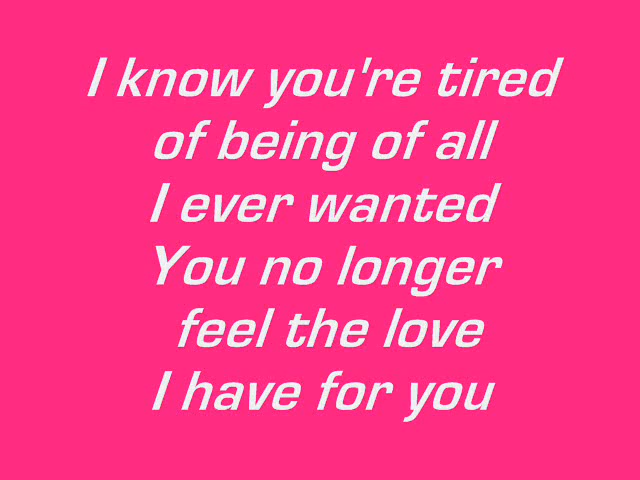 I know you're tired
of being of all
I ever wanted
You no longer
feel the love
I have for you